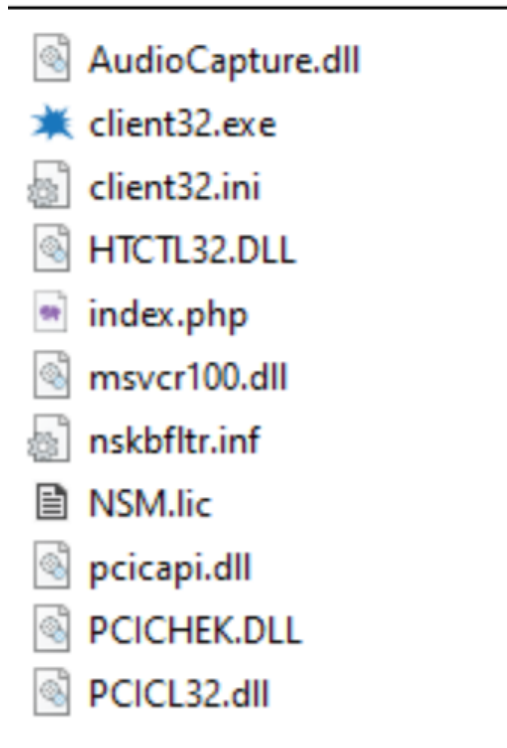 AudioCapture.dll
client32.exe
client32.ini
HTCTL32.DLL
index.php
msvcr100.dll
nskbfltr.inf
NSM.lic
pcicapi.dll
PCICHEK.DLL
PCICL32.dll